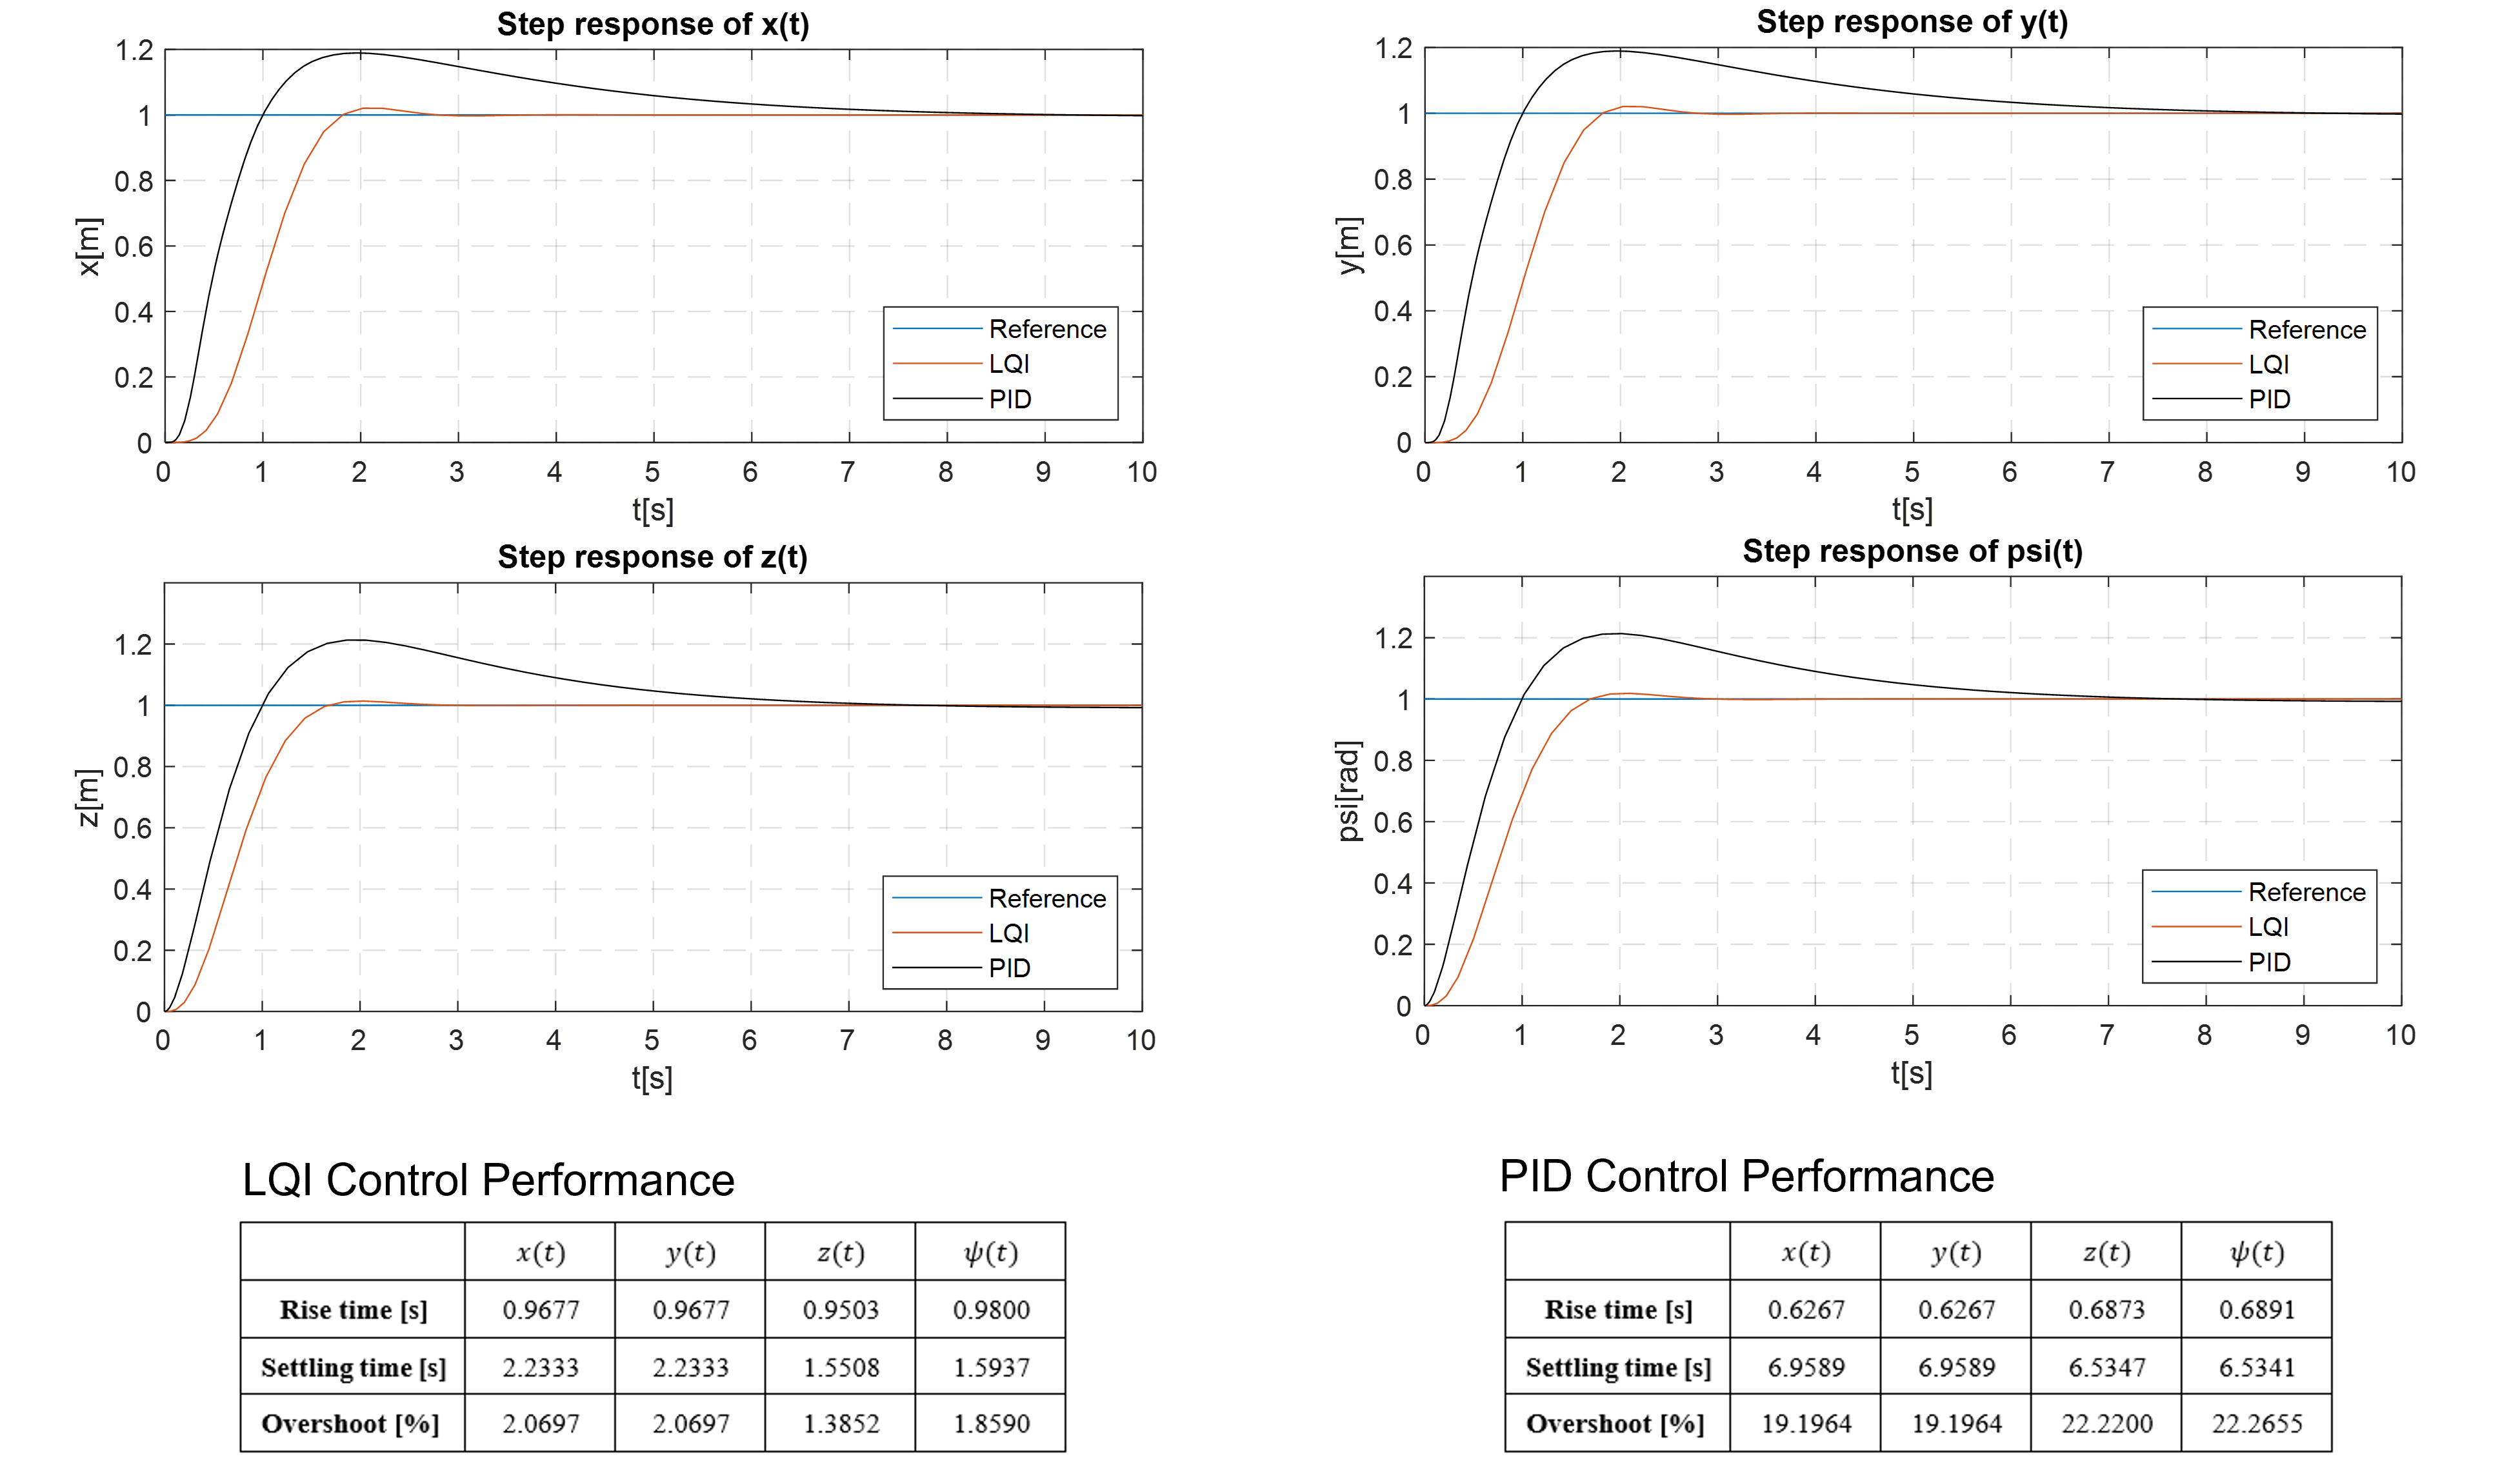 Step response of x(t)
1.2
1
0.8
0.6
0.4
0.2
0
x[m]
Reference
LQI
PID
0 1 2 3 4 5 6 7 8 9 10
t[s]
Step response of y(t)
1.2
1
0.8
0.6
0.4
0.2
0
y[m]
Reference
LQI
PID
0 1 2 3 4 5 6 7 8 9 10
t[s]
Step response of z(t)
1.2
1
0.8
0.6
0.4
0.2
0
z[m]
Reference
LQI
PID
0 1 2 3 4 5 6 7 8 9 10
t[s]
Step response of psi(t)
1.2
1
0.8
0.6
0.4
0.2
0
psi[rad]
Reference
LQI
PID
0 1 2 3 4 5 6 7 8 9 10
t[s]
LQI Control Performance
x(t) y(t) z(t) ψ(t)
Rise time [s] 0.9677 0.9677 0.9503 0.9800
Settling time [s] 2.2333 2.2333 1.5508 1.5937
Overshoot [%] 2.0697 2.0697 1.3852 1.8590
PID Control Performance
x(t) y(t) z(t) ψ(t)
Rise time [s] 0.6267 0.6267 0.6873 0.6891
Settling time [s] 6.9589 6.9589 6.5347 6.5341
Overshoot [%] 19.1964 19.1964 22.2200 22.2655